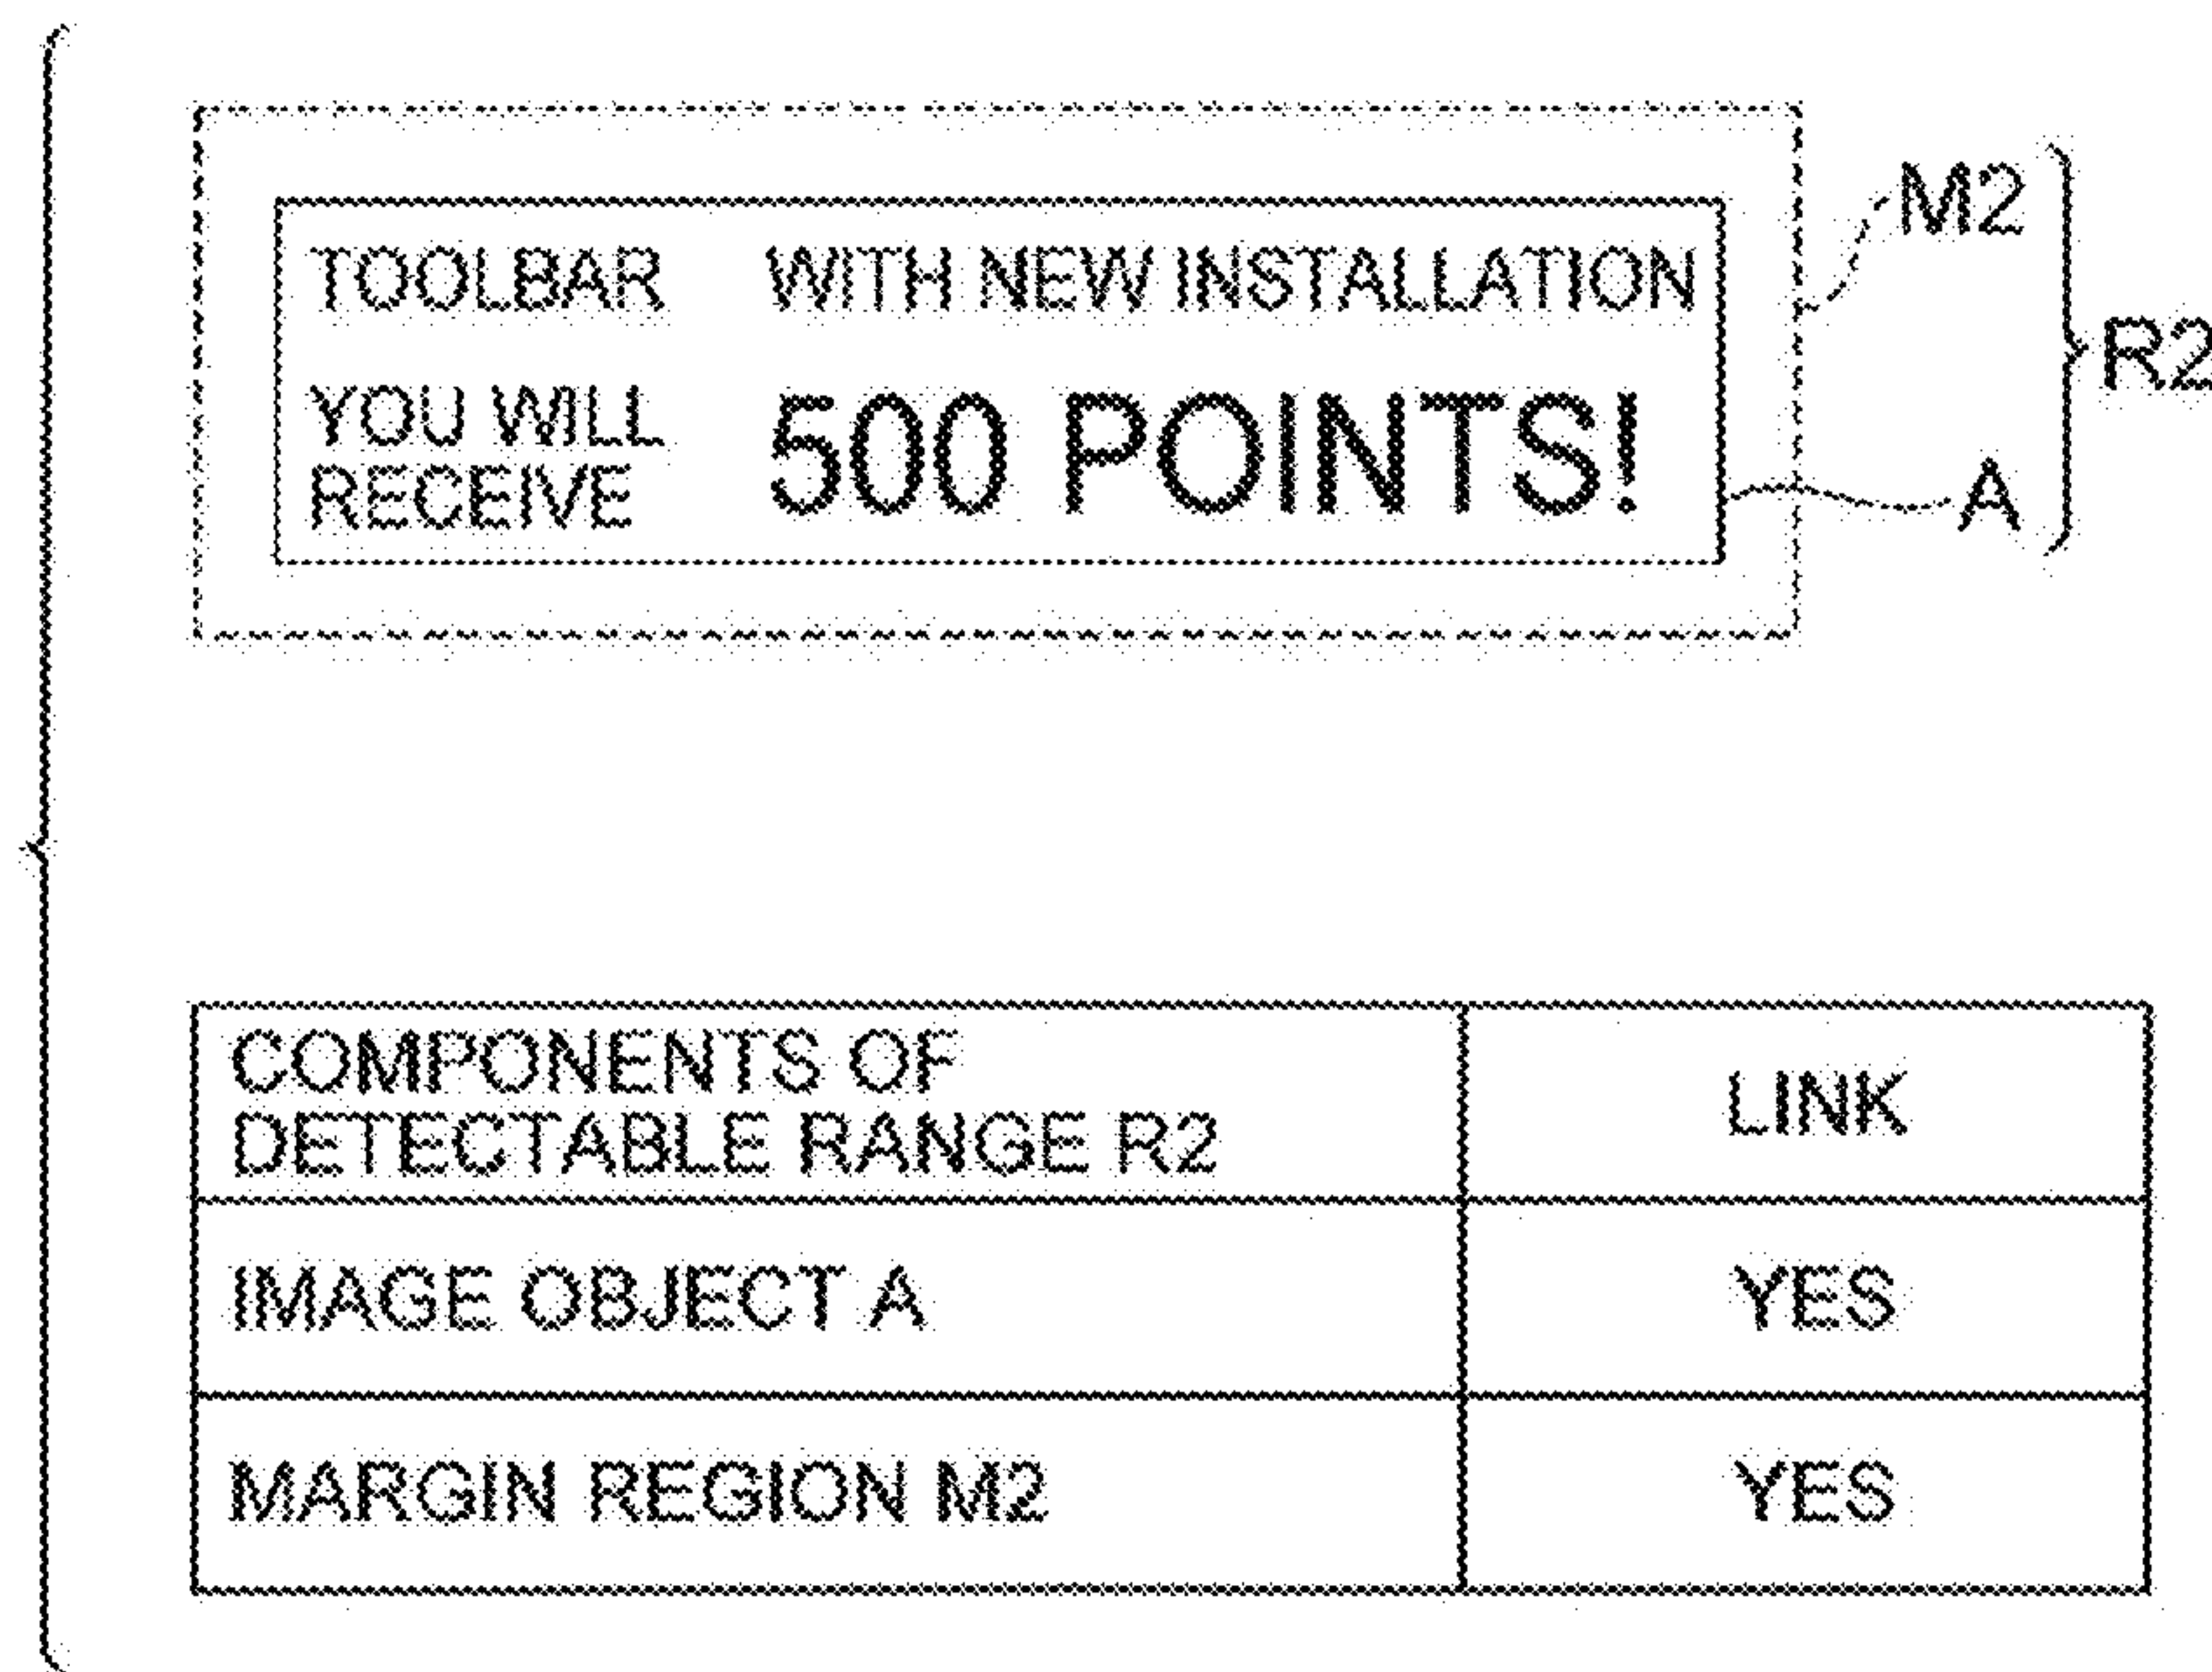 TOOLBAR WITH NEW INSTALLATION
YOU WILL
RECEIVE 500 POINTS!
M2
A
R2
COMPONENTS OF
DETECTABLE RANGE R2 LINK
IMAGE OBJECT A YES
MARGIN REGION M2 YES